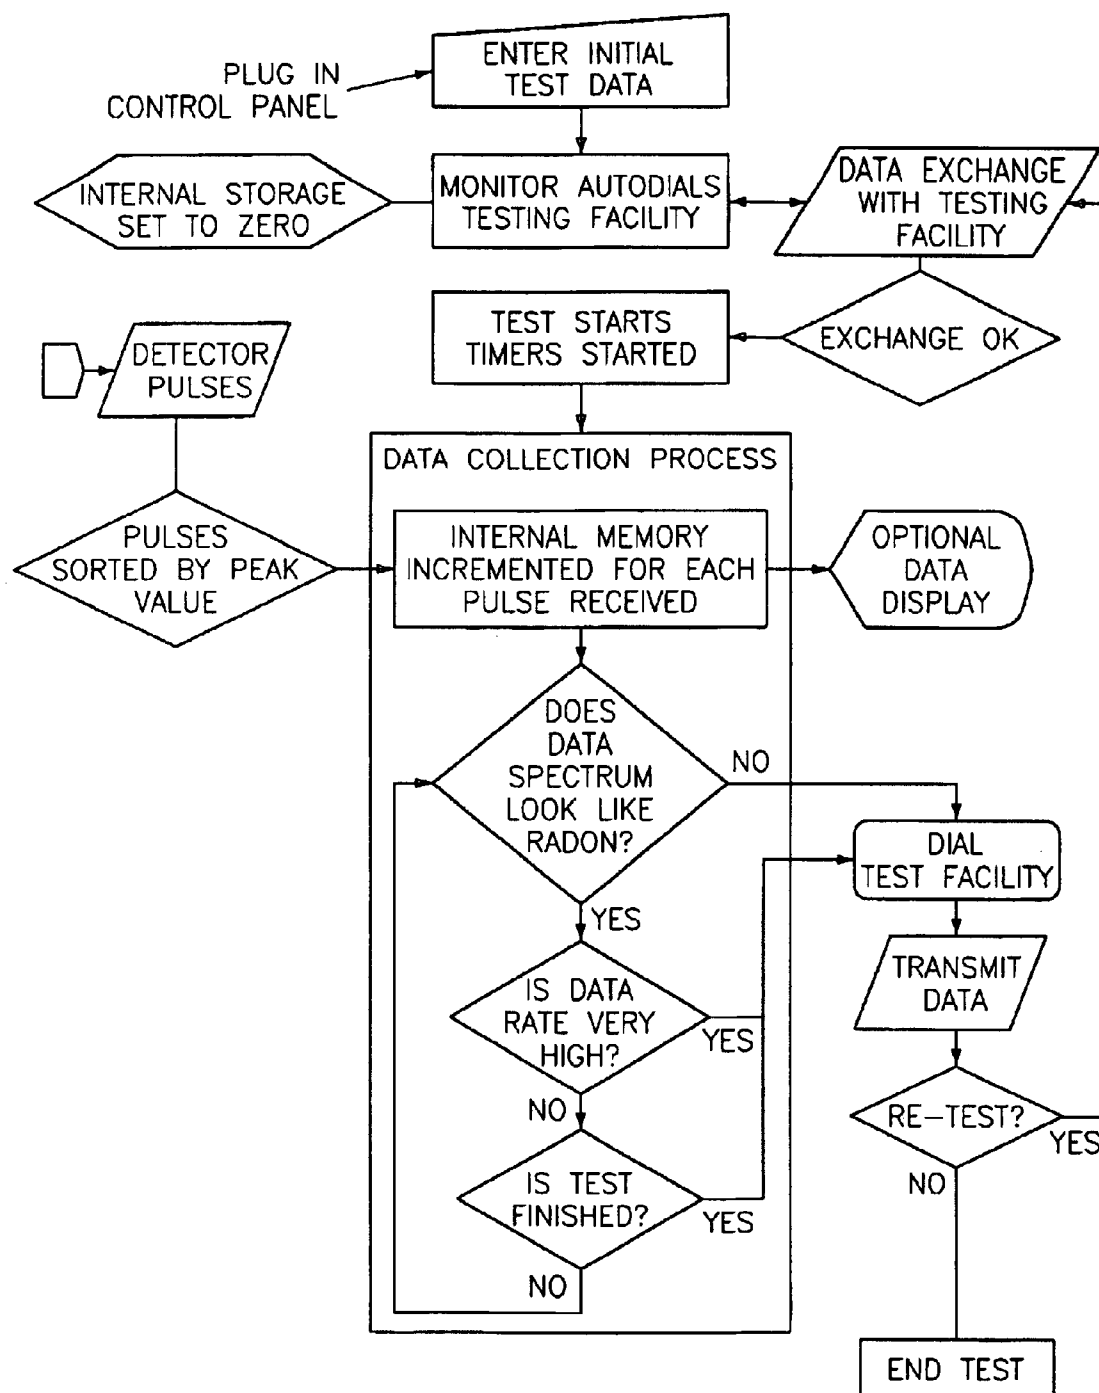 ENTER INITIAL
TEST DATA
PLUG IN
CONTROL PANEL
INTERNAL STORAGE
SET TO ZERO
MONITOR AUTODIALS
TESTING FACILITY
DATA EXCHANGE
WITH TESTING
FACILITY
TEST STARTS
TIMERS STARTED
EXCHANGE OK
DETECTOR
PULSES
DATA COLLECTION PROCESS
PULSES
SORTED BY PEAK
VALUE
INTERNAL MEMORY
INCREMENTED FOR EACH
PULSE RECEIVED
OPTIONAL
DATA
DISPLAY
DOES
DATA
SPECTRUM
LOOK LIKE
RADON?
NO
DIAL
TEST FACILITY
YES
TRANSMIT
DATA
IS DATA
RATE VERY
HIGH?
YES
NO
RE-TEST?
YES
NO
IS TEST
FINISHED?
YES
NO
END TEST